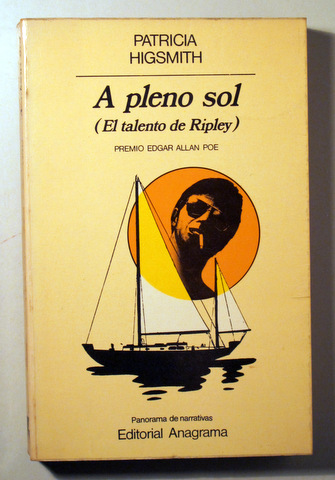 PATRICIA
HIGSMITH
A pleno sol
(El talento de Ripley)
PREMIO EDGAR ALLAN POE
Panorama de narrativas
Editorial Anagrama